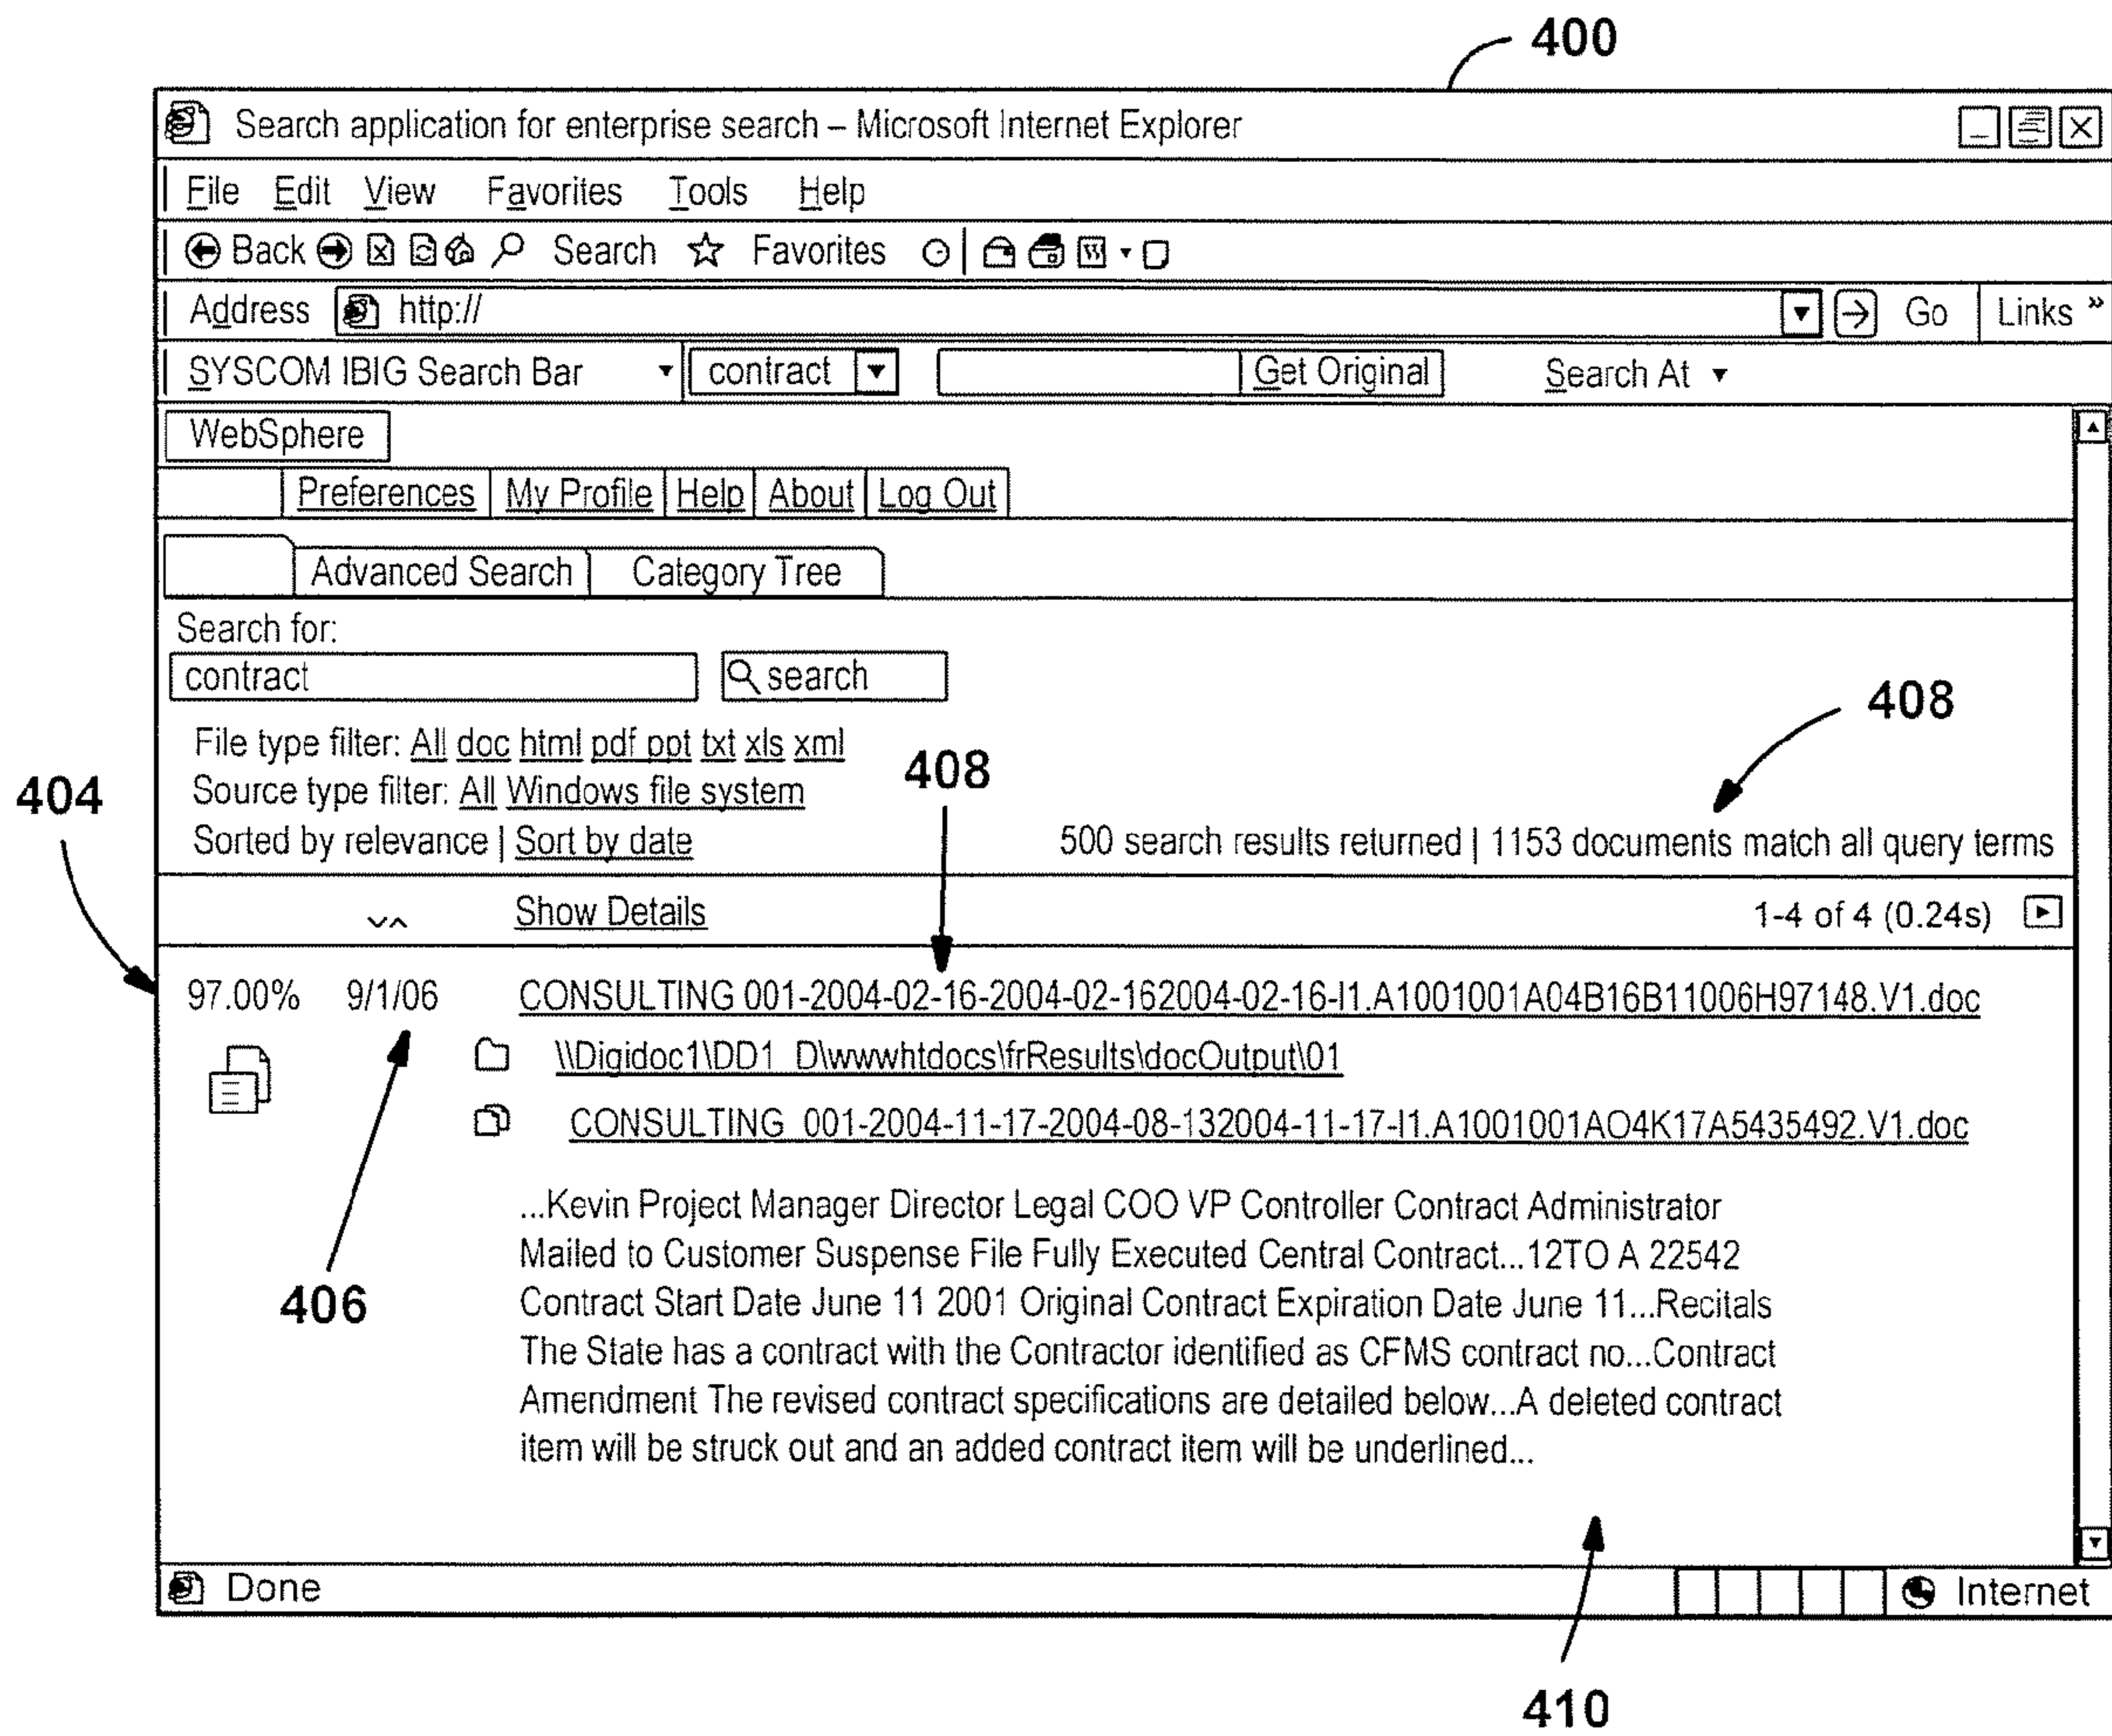 400
Search application for enterprise search – Microsoft Internet Explorer
File Edit View Favorites Tools Help
Back Search Favorites
Address http:// Go Links »
SYSCOM IBIG Search Bar contract Get Original Search At
WebSphere
Preferences My Profile Help About Log Out
Advanced Search Category Tree
Search for:
contract search
408
File type filter: All doc html pdf ppt txt xls xml
408
404
Source type filter: All Windows file system
Sorted by relevance | Sort by date 500 search results returned | 1153 documents match all query terms
Show Details 1-4 of 4 (0.24s)
97.00% 9/1/06 CONSULTING 001-2004-02-16-2004-02-162004-02-16-I1.A1001001A04B16B11006H97148.V1.doc
\\Digidoc1\DD1_D\wwwhtdocs\frResults\docOutput\01
CONSULTING_001-2004-11-17-2004-08-132004-11-17-I1.A1001001AO4K17A5435492.V1.doc
...Kevin Project Manager Director Legal COO VP Controller Contract Administrator
Mailed to Customer Suspense File Fully Executed Central Contract...12TO A 22542
406
Contract Start Date June 11 2001 Original Contract Expiration Date June 11...Recitals
The State has a contract with the Contractor identified as CFMS contract no...Contract
Amendment The revised contract specifications are detailed below...A deleted contract
item will be struck out and an added contract item will be underlined...
Done Internet
410